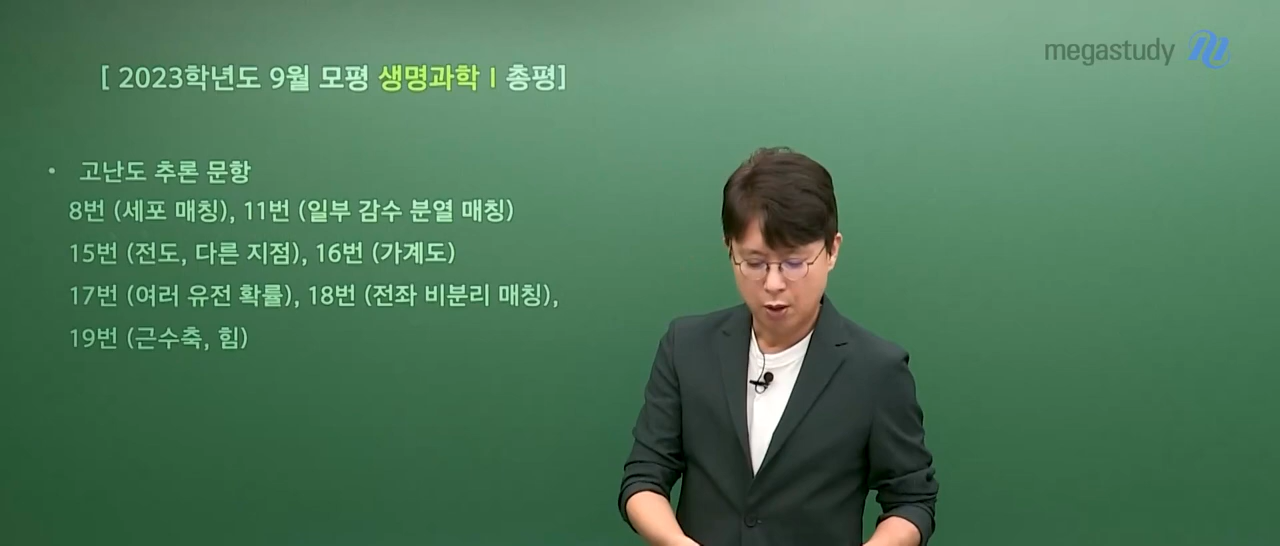 megastudy
[ 2023학년도 9월 모평 생명과학 I 총평]
• 고난도 추론 문항
8번 (세포 매칭), 11번 (일부 감수 분열 매칭)
15번 (전도, 다른 지점), 16번 (가계도)
17번 (여러 유전 확률), 18번 (전좌 비분리 매칭),
19번 (근수축, 힘)